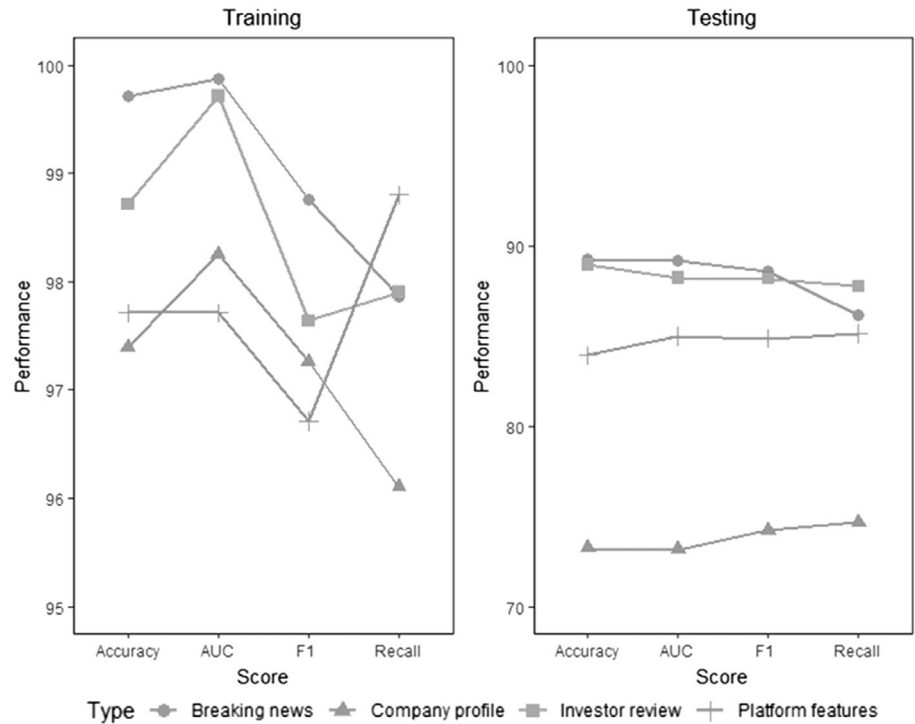 Training
Performance
100
99
98
97
96
95
Accuracy AUC F1 Recall
Score
Testing
Performance
100
90
80
70
Accuracy AUC F1 Recall
Score
Type Breaking news Company profile Investor review Platform features